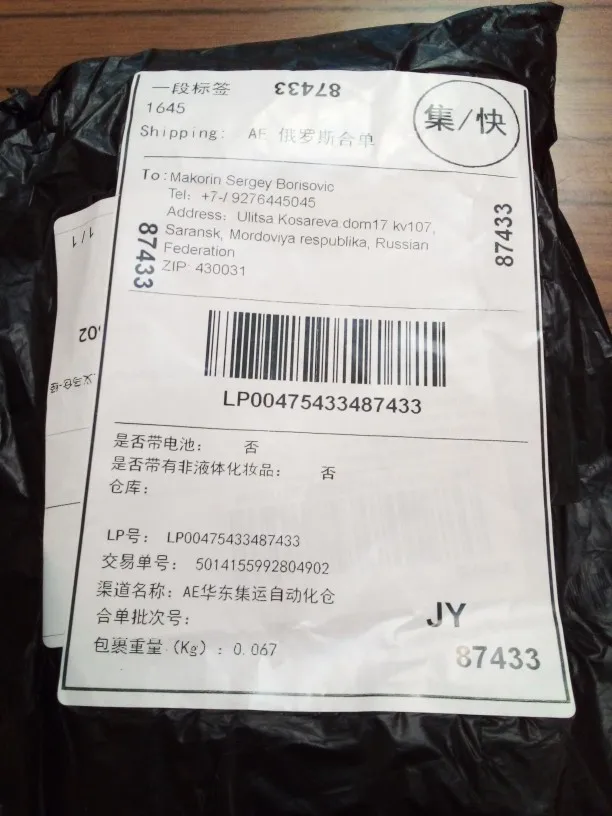 一段标签 87433
1645
集/快
Shipping: AE 俄罗斯合单
To: Makorin Sergey Borisovic
Tel: +7-/ 9276445045
Address: Ulitsa Kosareva dom17 kv107,
Saransk, Mordoviya respublika, Russian
Federation
ZIP: 430031
87433
87433
LP00475433487433
是否带电池: 否
是否带有非液体化妆品: 否
仓库:
LP号: LP00475433487433
交易单号: 5014155992804902
渠道名称: AE华东集运自动化仓
合单批次号:
包裹重量(Kg): 0.067
JY
87433
1/1